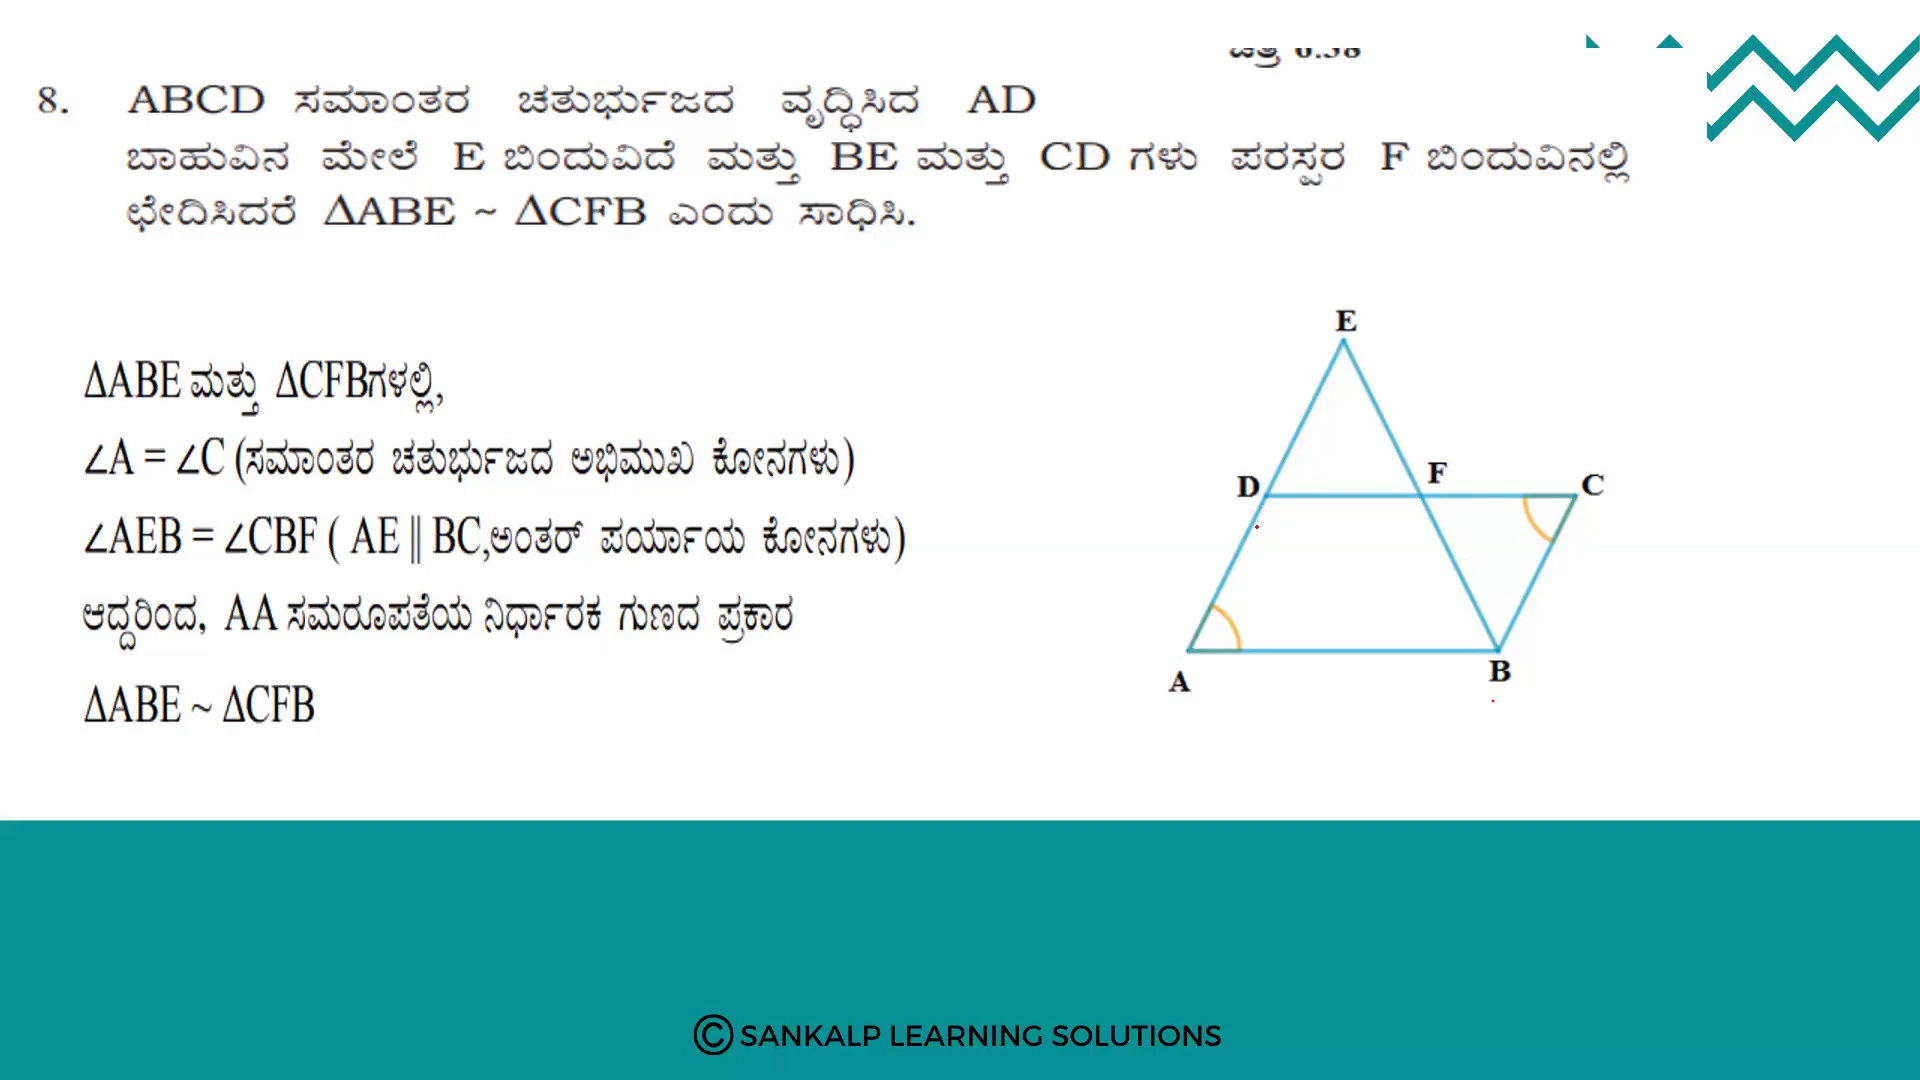 8. ABCD ಸಮಾಂತರ ಚತುರ್ಭುಜದ ವೃದ್ಧಿಸಿದ AD
ಬಾಹುವಿನ ಮೇಲೆ E ಬಿಂದುವಿದೆ ಮತ್ತು BE ಮತ್ತು CD ಗಳು ಪರಸ್ಪರ F ಬಿಂದುವಿನಲ್ಲಿ
ಛೇದಿಸಿದರೆ ΔABE ~ ΔCFB ಎಂದು ಸಾಧಿಸಿ.
ΔABE ಮತ್ತು ΔCFBಗಳಲ್ಲಿ,
∠A = ∠C (ಸಮಾಂತರ ಚತುರ್ಭುಜದ ಅಭಿಮುಖ ಕೋನಗಳು)
∠AEB = ∠CBF ( AE || BC,ಅಂತರ್ ಪರ್ಯಾಯ ಕೋನಗಳು)
ಆದ್ದರಿಂದ, AA ಸಮರೂಪತೆಯ ನಿರ್ಧಾರಕ ಗುಣದ ಪ್ರಕಾರ
ΔABE ~ ΔCFB
E
D
F
C
A
B
© SANKALP LEARNING SOLUTIONS